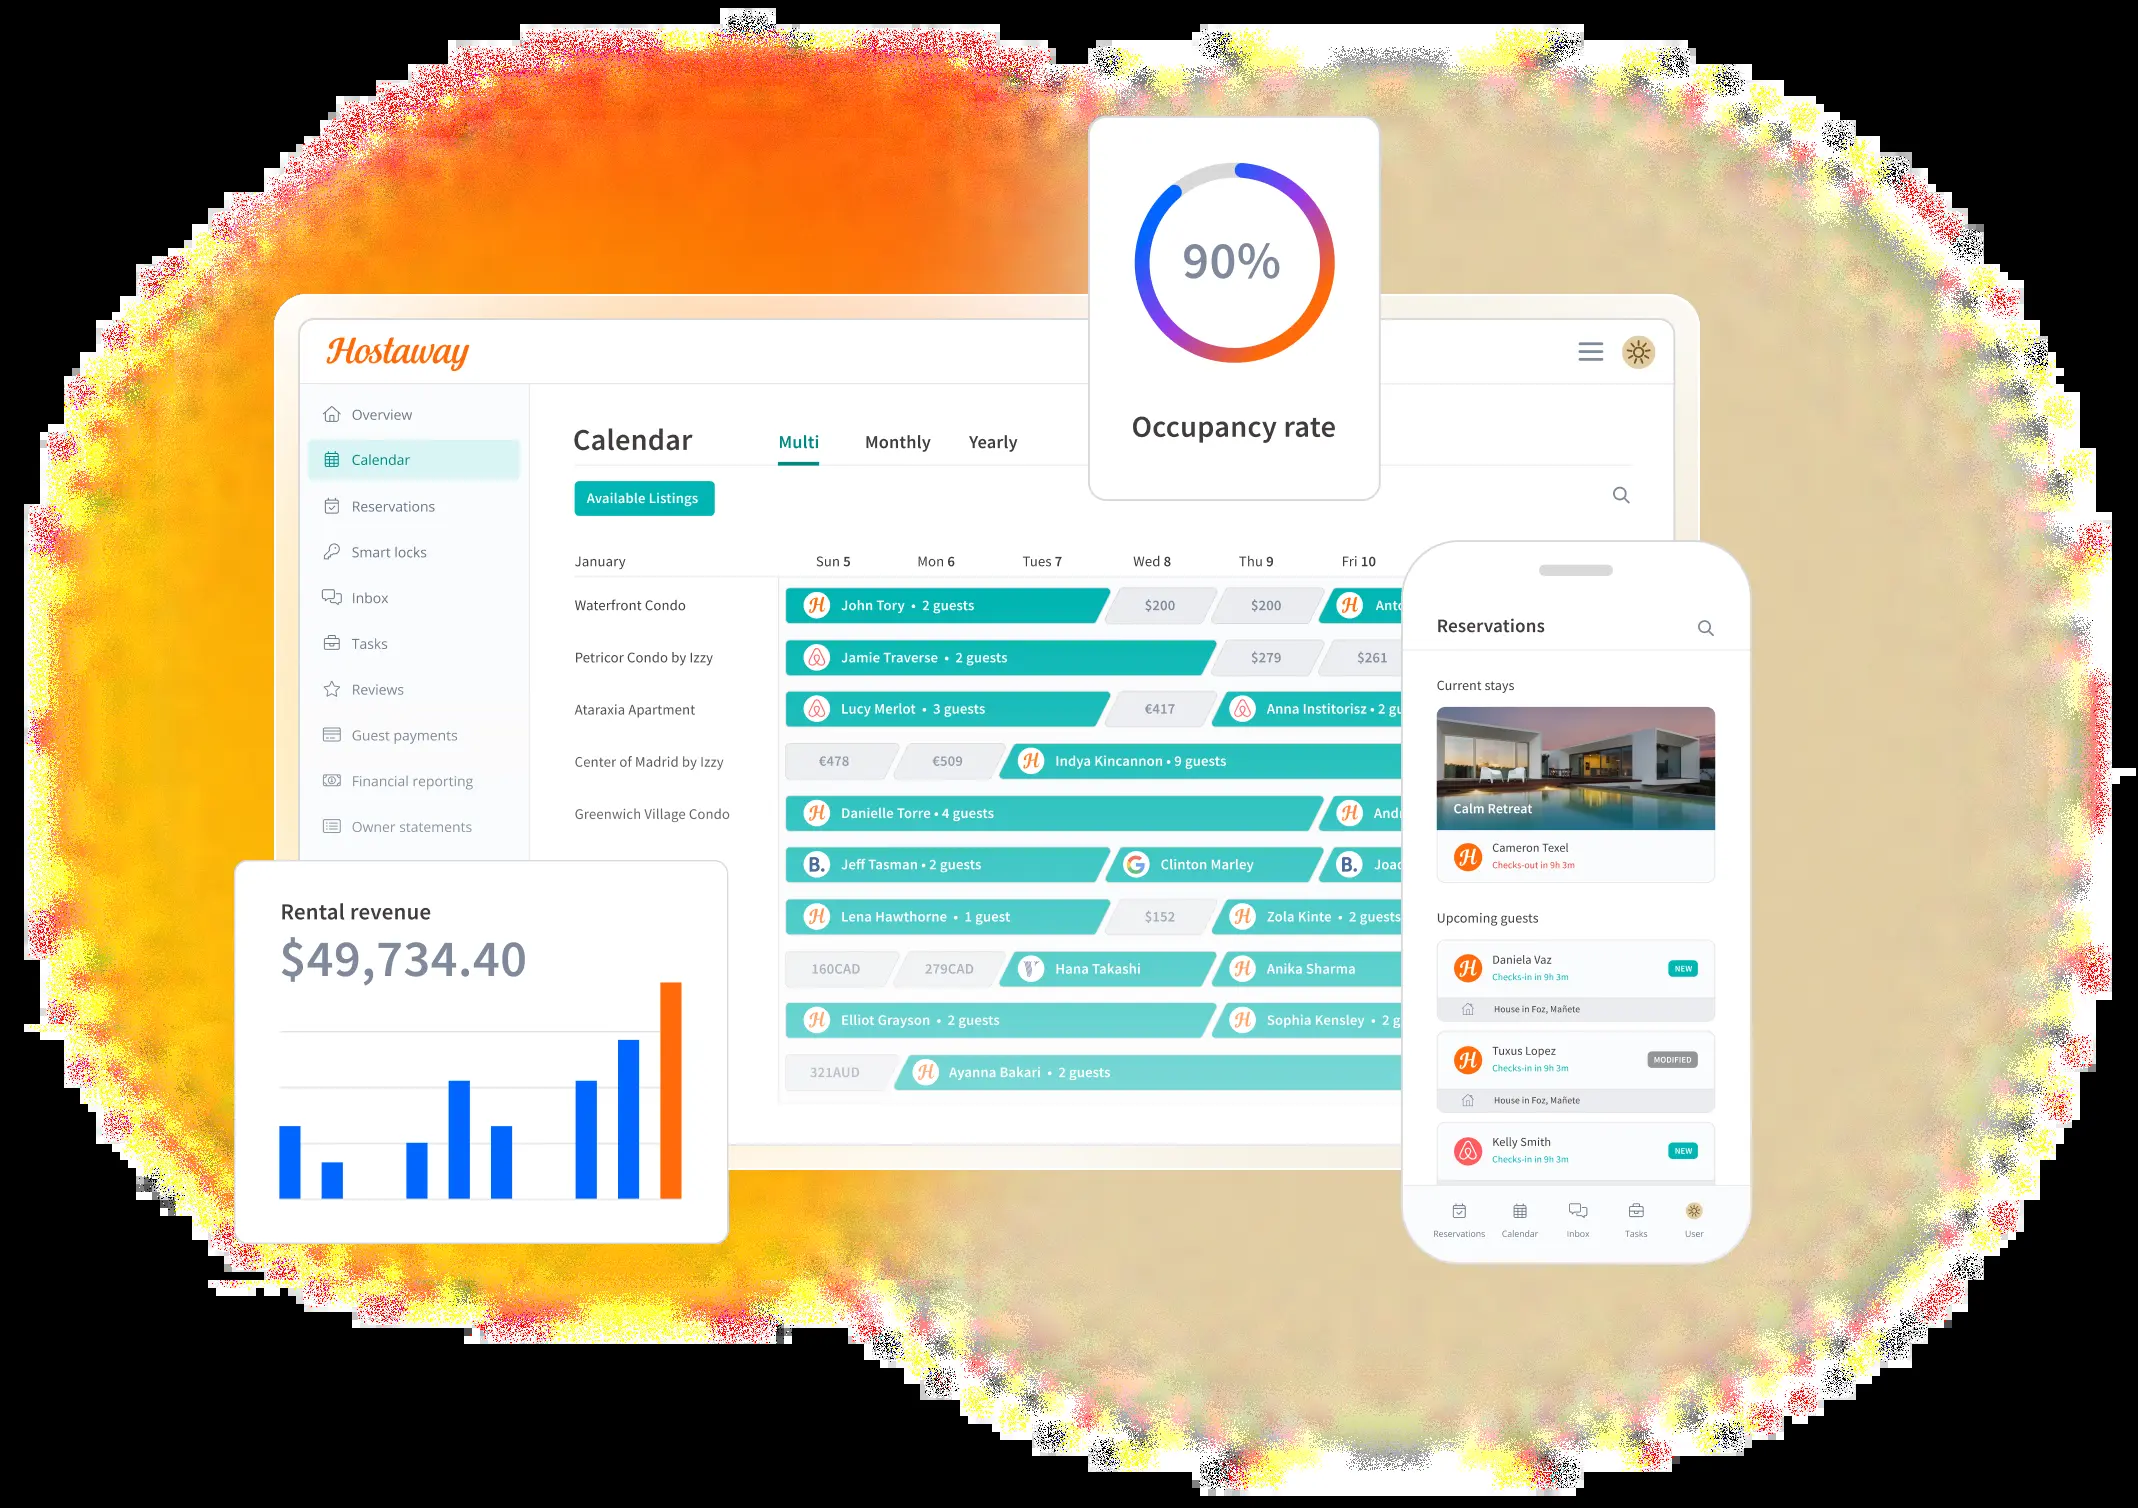 90%
Occupancy rate
Hostaway
Overview
Calendar
Reservations
Smart locks
Inbox
Tasks
Reviews
Guest payments
Financial reporting
Owner statements
Calendar Multi Monthly Yearly
Available Listings
January Sun 5 Mon 6 Tues 7 Wed 8 Thu 9 Fri 10
Waterfront Condo H John Tory • 2 guests $200 $200 H Anto
Petricor Condo by Izzy Jamie Traverse • 2 guests $279 $261
Ataraxia Apartment Lucy Merlot • 3 guests €417 Anna Institorisz • 2 gu
Center of Madrid by Izzy €478 €509 H Indya Kincannon • 9 guests
Greenwich Village Condo H Danielle Torre • 4 guests H And
B. Jeff Tasman • 2 guests G Clinton Marley B. Joac
H Lena Hawthorne • 1 guest $152 H Zola Kinte • 2 guests
160CAD 279CAD Hana Takashi H Anika Sharma
H Elliot Grayson • 2 guests H Sophia Kensley • 2 g
321AUD H Ayanna Bakari • 2 guests
Rental revenue
$49,734.40
Reservations
Current stays
Calm Retreat
H Cameron Texel
Checks-out in 9h 3m
Upcoming guests
H Daniela Vaz
Checks-in in 9h 3m
NEW
House in Foz, Mañete
H Tuxus Lopez
Checks-in in 9h 3m
MODIFIED
House in Foz, Mañete
Kelly Smith
Checks-in in 9h 3m
NEW
Reservations Calendar Inbox Tasks User